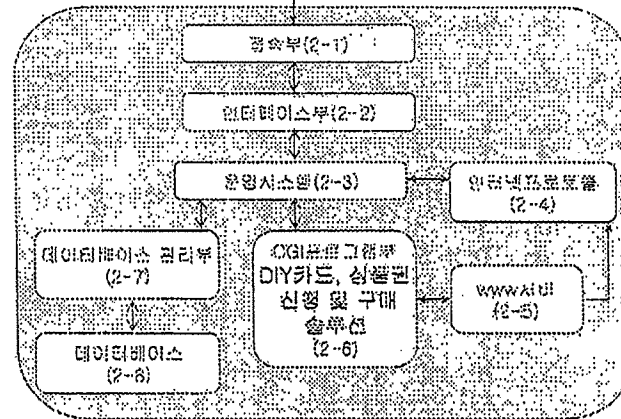 접속부(2-1)
인터페이스부(2-2)
운영시스템(2-3)
인터넷프로토콜
(2-4)
데이터베이스 관리부
(2-7)
CGI프로그램부
DIY카드, 상품권
신청 및 구매
솔루션
(2-6)
WWW서버
(2-5)
데이터베이스
(2-8)